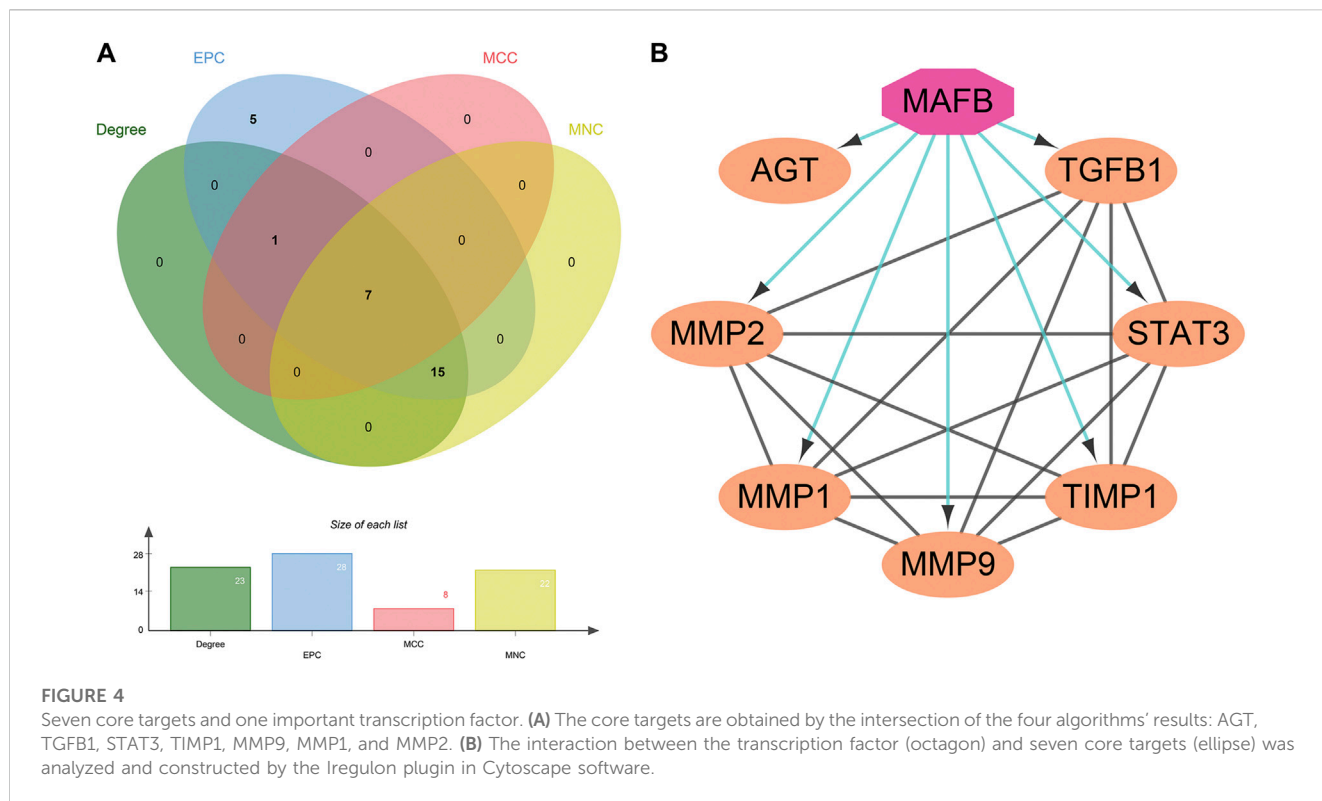 A
EPC
MCC
Degree
MNC
5
0
0
0
0
0
1
0
0
7
0
0
0
15
0
Size of each list
28
14
0
23
28
8
22
Degree
EPC
MCC
MNC
B
MAFB
AGT
TGFB1
MMP2
STAT3
MMP1
TIMP1
MMP9
FIGURE 4
Seven core targets and one important transcription factor. (A) The core targets are obtained by the intersection of the four algorithms’ results: AGT,
TGFB1, STAT3, TIMP1, MMP9, MMP1, and MMP2. (B) The interaction between the transcription factor (octagon) and seven core targets (ellipse) was
analyzed and constructed by the Iregulon plugin in Cytoscape software.